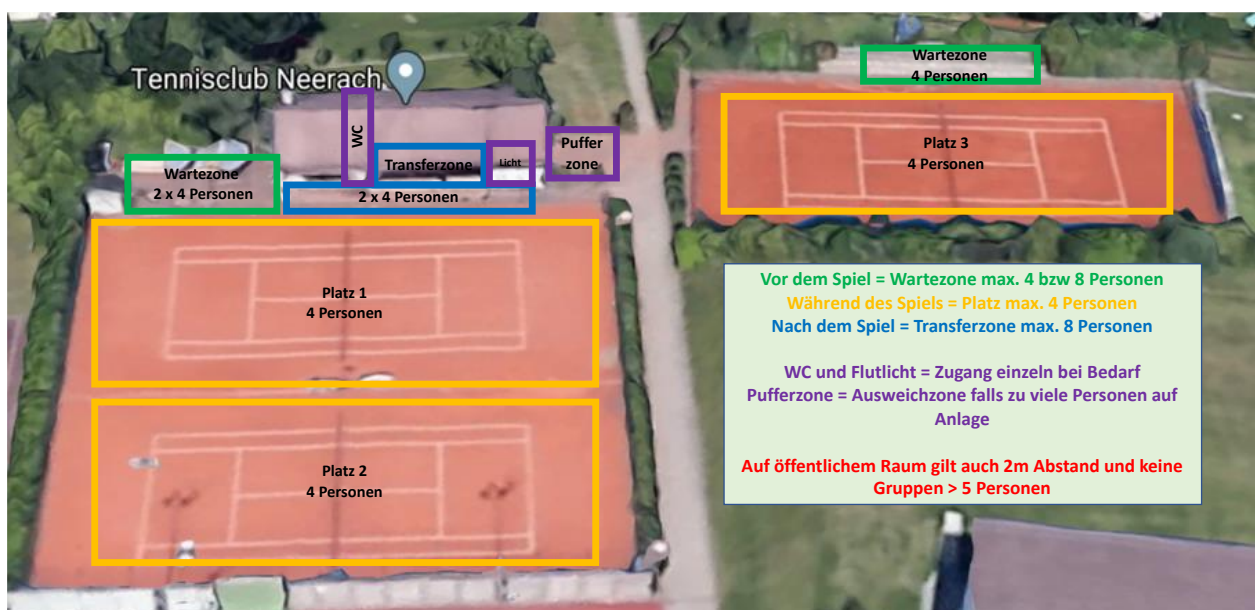 Tennisclub Neerach
Wartezone
4 Personen
WC
Transferzone
Licht
Puffer
zone
Wartezone
2 x 4 Personen
2 x 4 Personen
Platz 3
4 Personen
Platz 1
4 Personen
Platz 2
4 Personen
Vor dem Spiel = Wartezone max. 4 bzw 8 Personen
Während des Spiels = Platz max. 4 Personen
Nach dem Spiel = Transferzone max. 8 Personen
WC und Flutlicht = Zugang einzeln bei Bedarf
Pufferzone = Ausweichzone falls zu viele Personen auf
Anlage
Auf öffentlichem Raum gilt auch 2m Abstand und keine
Gruppen > 5 Personen